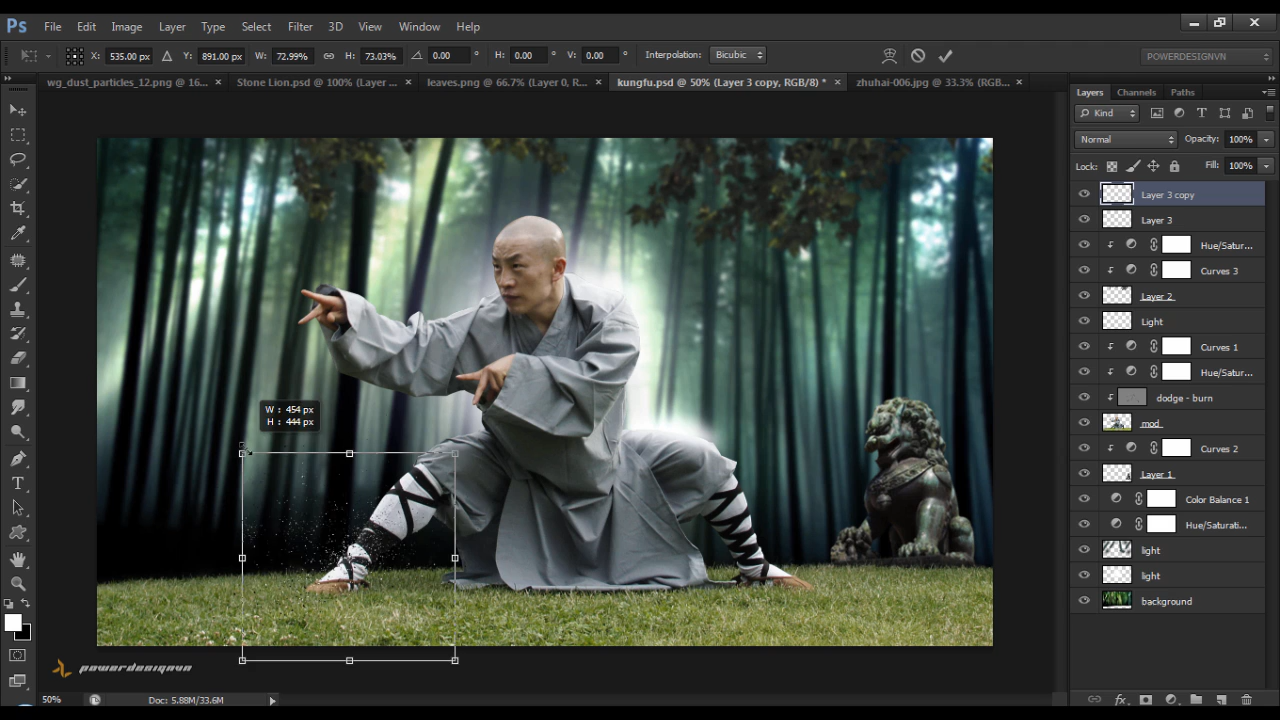 Ps File Edit Image Layer Type Select Filter 3D View Window Help
X: 535.00 px Y: 891.00 px W: 72.99% H: 73.03% 0.00 ° H: 0.00 ° V: 0.00 ° Interpolation: Bicubic POWERDESIGNVN
wg_dust_particles_12.png @ 16... × Stone Lion.psd @ 100% (Layer ... × leaves.png @ 66.7% (Layer 0, R... × kungfu.psd @ 50% (Layer 3 copy, RGB/8) * × zhuhai-006.jpg @ 33.3% (RGB... ×
Layers Channels Paths
Kind
Normal Opacity: 100%
Lock: Fill: 100%
Layer 3 copy
Layer 3
Hue/Satur...
Curves 3
Layer 2
Light
Curves 1
Hue/Satur...
dodge - burn
mod
Curves 2
Layer 1
Color Balance 1
Hue/Saturati...
light
light
background
W : 454 px
H : 444 px
POWERDESIGNVN
50% Doc: 5.88M/33.6M
fx